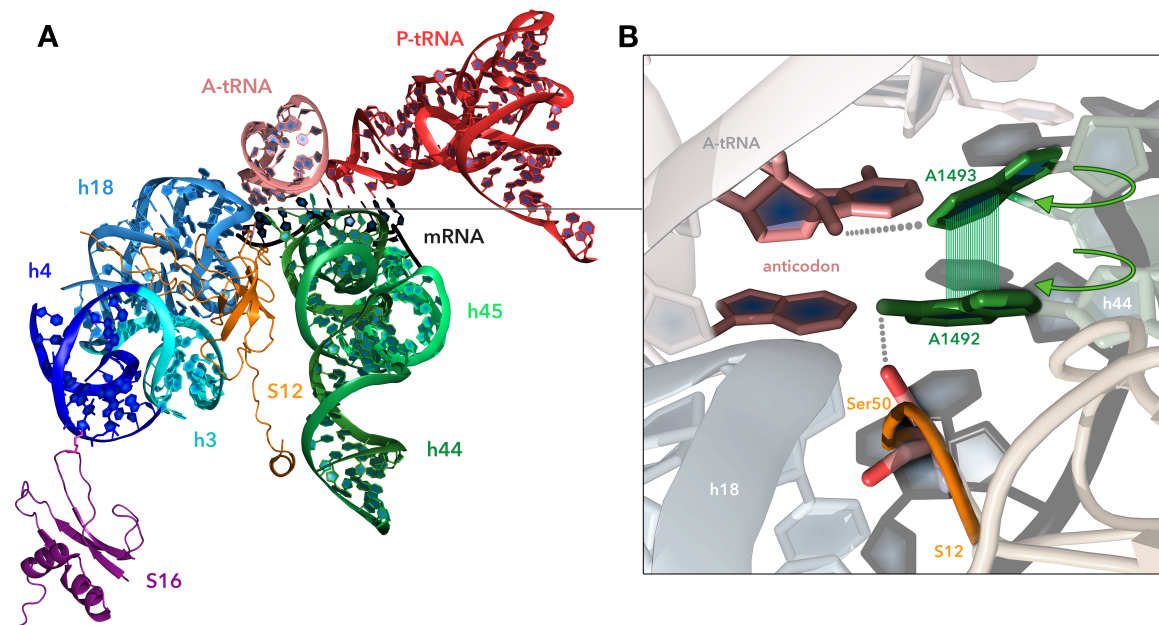 A
P-tRNA
A-tRNA
h18
mRNA
h4
h45
S12
h3
h44
S16
B
A-tRNA
A1493
anticodon
h44
A1492
Ser50
h18
S12